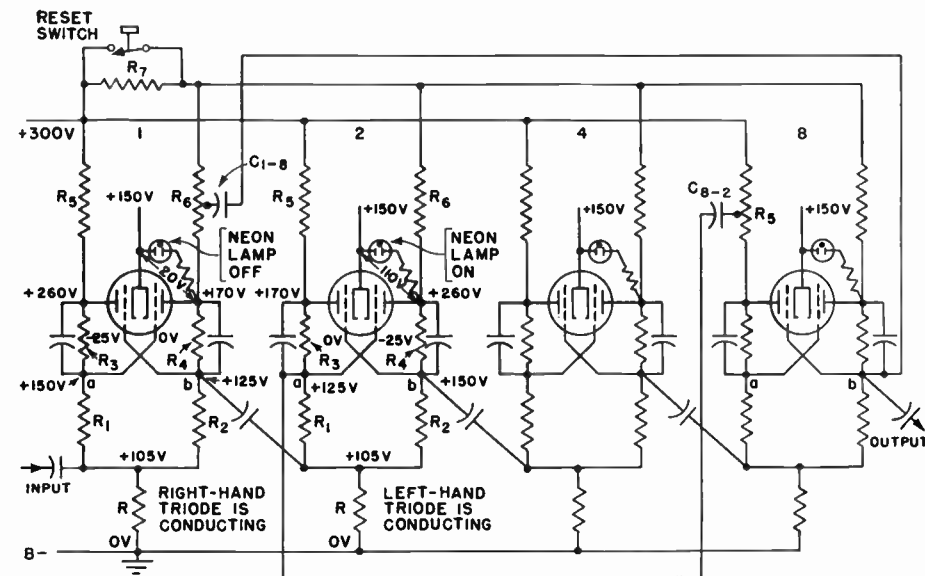 RESET
SWITCH
R7
+300V 1 2 4 8
C1-8
C8-2
R5 +150V R6 R5 +150V R6 +150V R5 +150V
NEON
LAMP
OFF
NEON
LAMP
ON
20V 110V
+260V +170V +170V +260V
-25V 0V 0V -25V
R3 R4 R3 R4
+150V a b +125V a +125V b +150V a b
R1 R2 R1 R2
OUTPUT
+105V +105V
INPUT
R RIGHT-HAND
TRIODE IS
CONDUCTING
R LEFT-HAND
TRIODE IS
CONDUCTING
8- 0V 0V